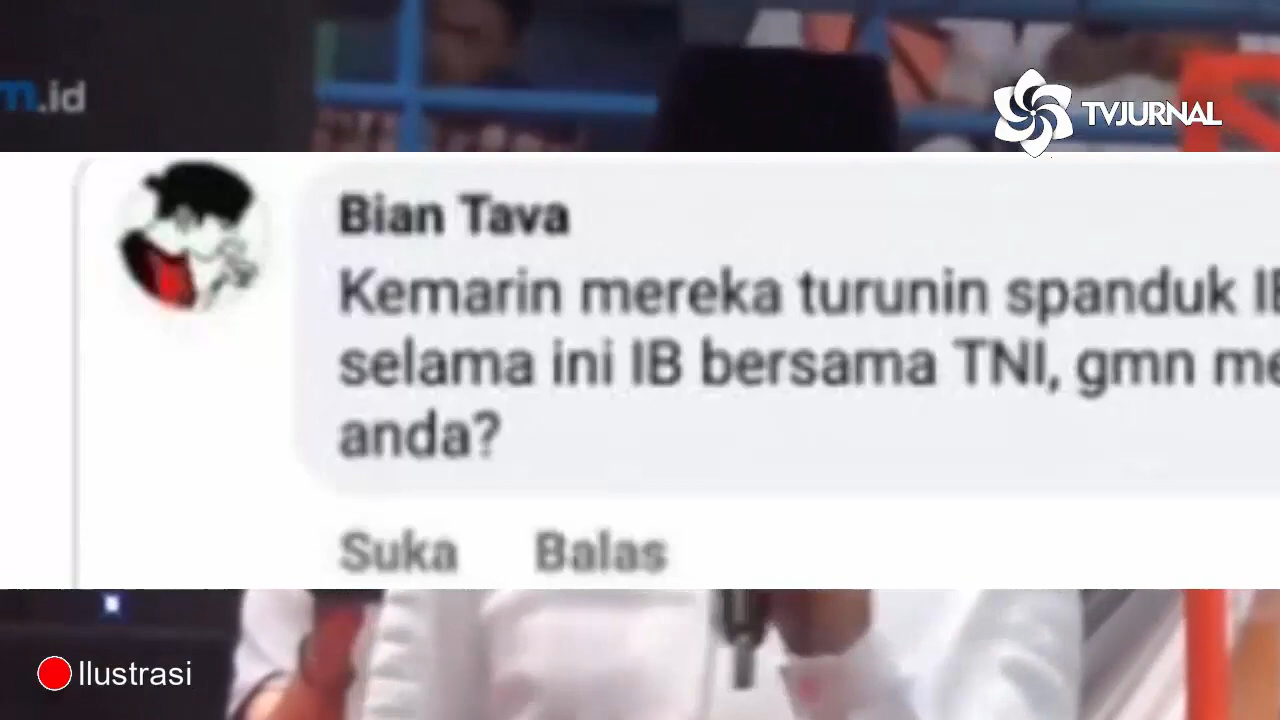 m.id
TVJURNAL
Bian Tava
Kemarin mereka turunin spanduk
selama ini IB bersama TNI, gmn
anda?
Suka Balas
Ilustrasi